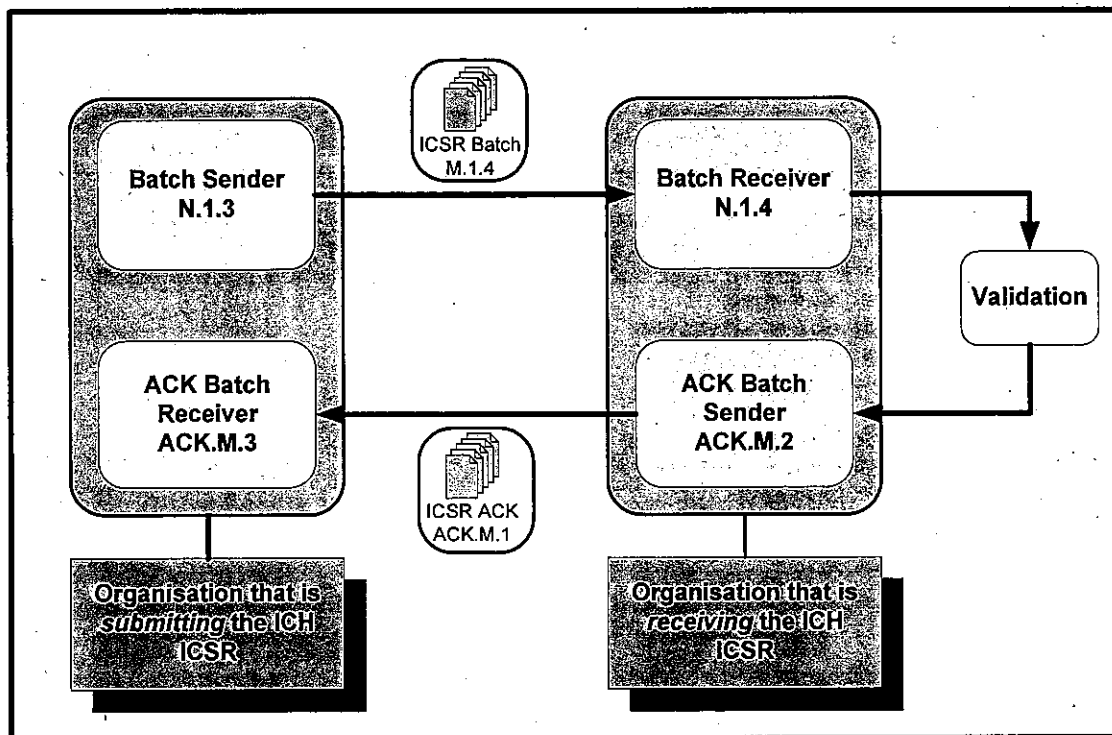 ICSR Batch
M.1.4
Batch Sender
N.1.3
Batch Receiver
N.1.4
Validation
ACK Batch
Receiver
ACK.M.3
ACK Batch
Sender
ACK.M.2
ICSR ACK
ACK.M.1
Organisation that is
submitting the ICH
ICSR
Organisation that is
receiving the ICH
ICSR